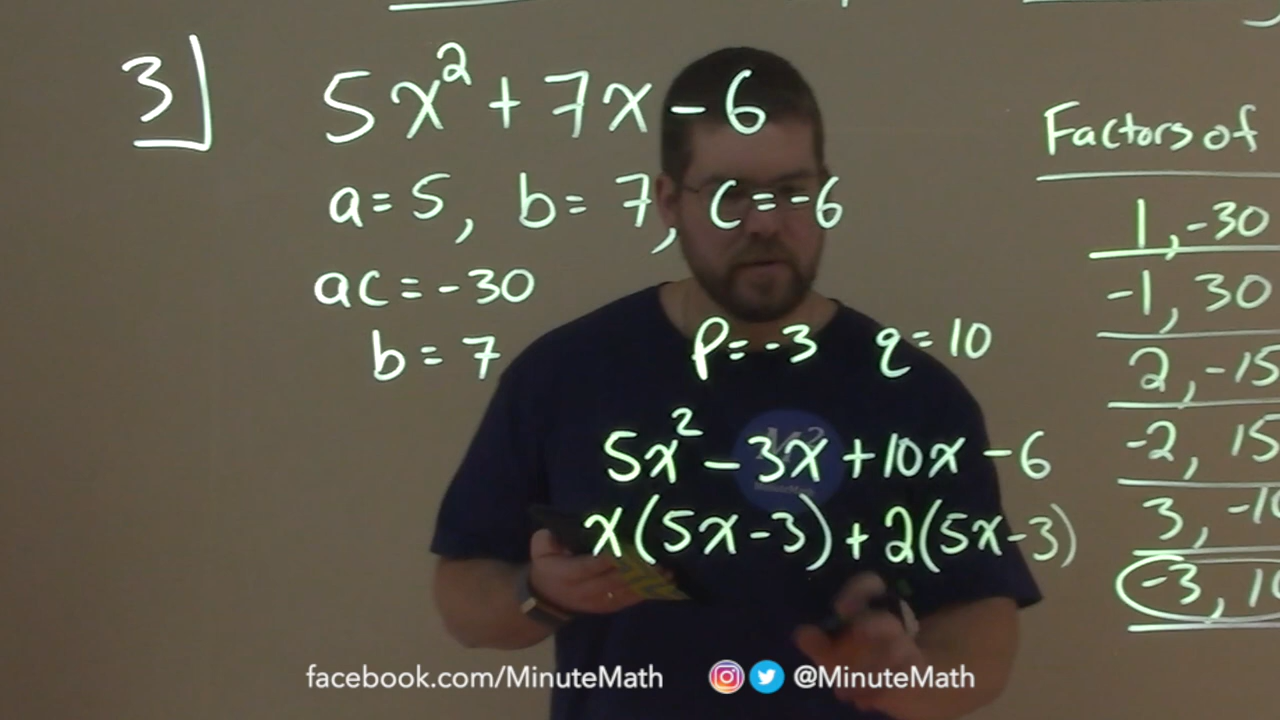 3] 5x² + 7x - 6
a = 5, b = 7, c = -6
ac = -30
b = 7 p = -3 q = 10
5x² - 3x + 10x - 6
x(5x - 3) + 2(5x - 3)
Factors of
1, -30
-1, 30
2, -15
-2, 15
3, -10
-3, 10
facebook.com/MinuteMath @MinuteMath